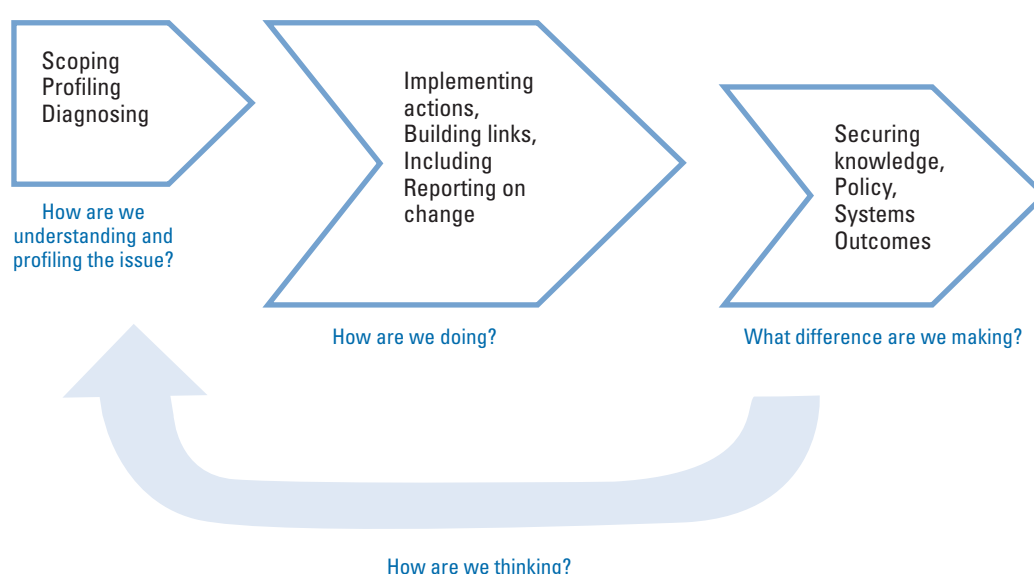 Scoping
Profiling
Diagnosing
How are we
understanding and
profiling the issue?
Implementing
actions,
Building links,
Including
Reporting on
change
How are we doing?
Securing
knowledge,
Policy,
Systems
Outcomes
What difference are we making?
How are we thinking?